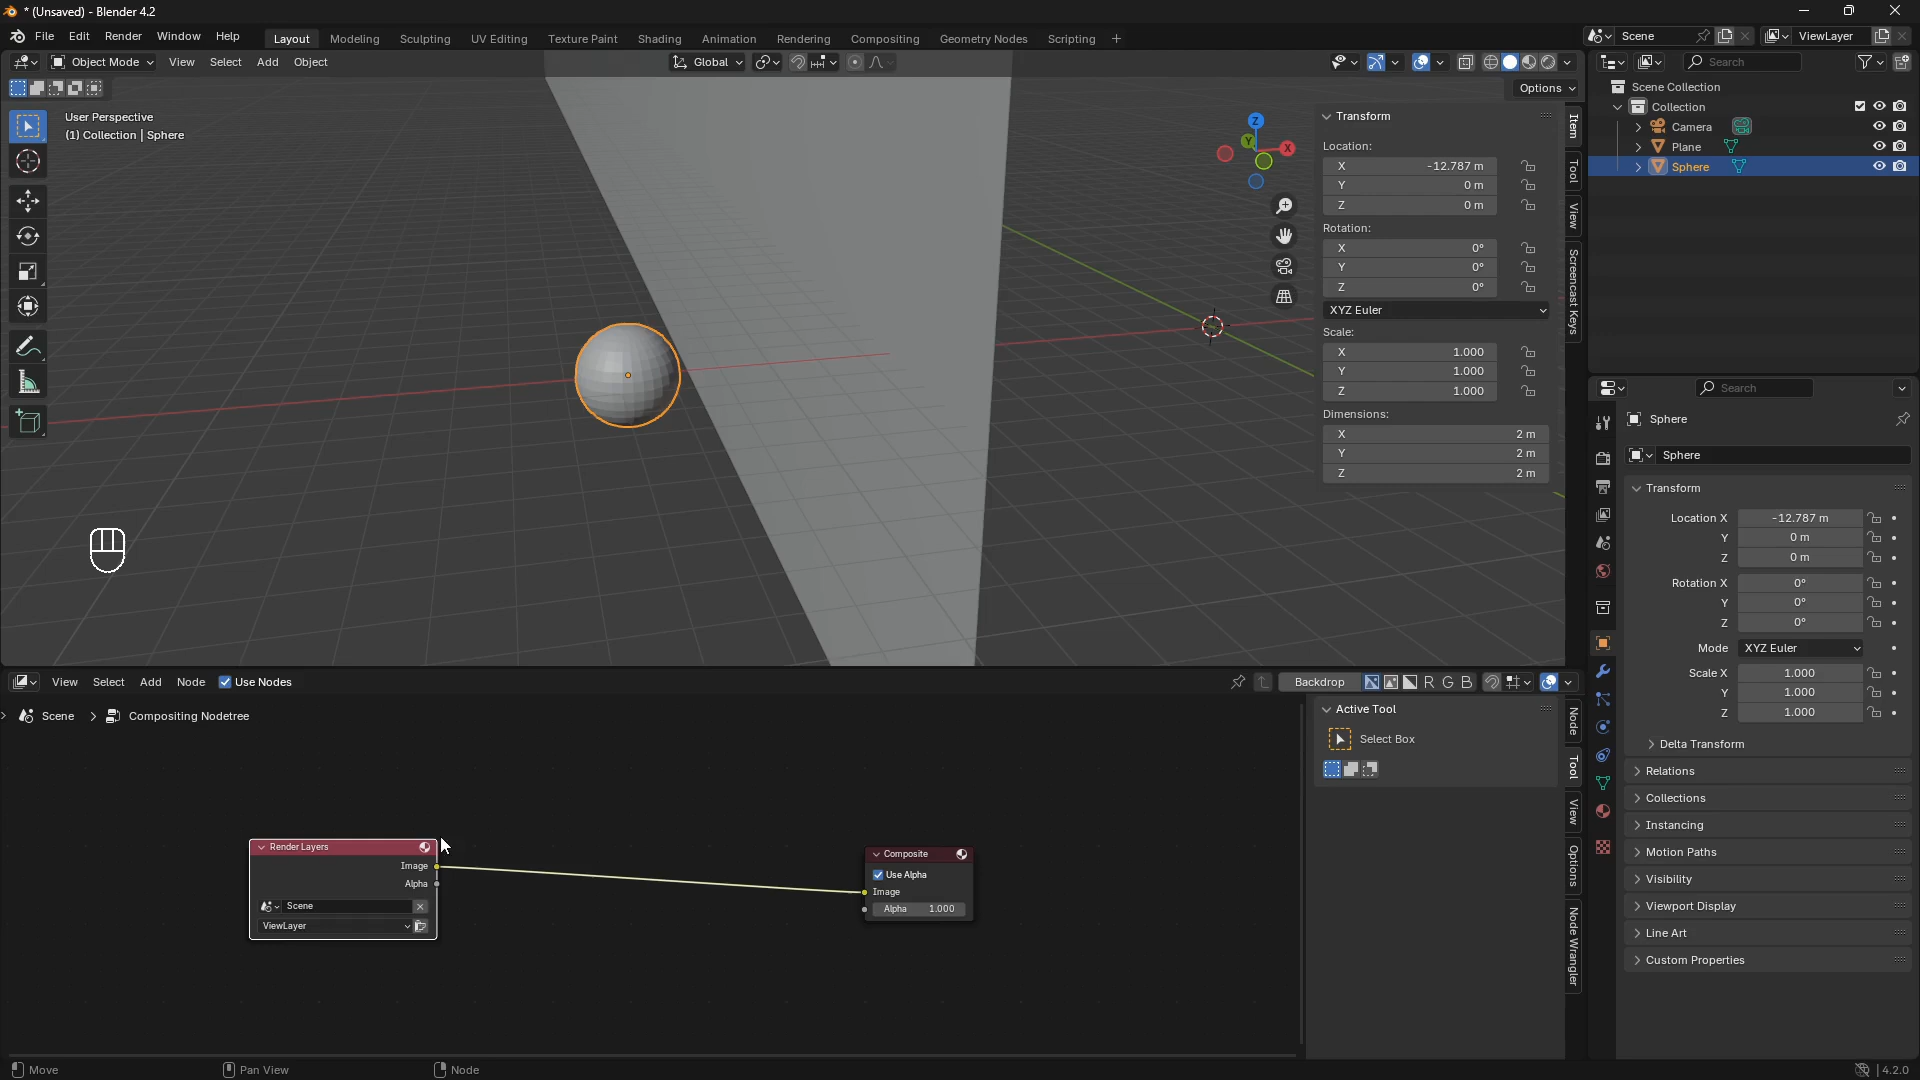 * (Unsaved) - Blender 4.2
File Edit Render Window Help Layout Modeling Sculpting UV Editing Texture Paint Shading Animation Rendering Compositing Geometry Nodes Scripting + Scene ViewLayer
Object Mode View Select Add Object Global Search
Options
User Perspective
(1) Collection | Sphere
Z
Y
X
Transform
Location:
X -12.787 m
Y 0 m
Z 0 m
Rotation:
X 0°
Y 0°
Z 0°
XYZ Euler
Scale:
X 1.000
Y 1.000
Z 1.000
Dimensions:
X 2 m
Y 2 m
Z 2 m
Item
Tool
View
Screencast Keys
Scene Collection
Collection
Camera
Plane
Sphere
Search
Sphere
Sphere
Transform
Location X -12.787 m
Y 0 m
Z 0 m
Rotation X 0°
Y 0°
Z 0°
Mode XYZ Euler
Scale X 1.000
Y 1.000
Z 1.000
Delta Transform
Relations
Collections
Instancing
Motion Paths
Visibility
Viewport Display
Line Art
Custom Properties
View Select Add Node Use Nodes Backdrop R G B
Scene > Compositing Nodetree
Render Layers
Image
Alpha
Scene
ViewLayer
Composite
Use Alpha
Image
Alpha 1.000
Active Tool
Select Box
Node
Tool
View
Options
Node Wrangler
Move Pan View Node 4.2.0